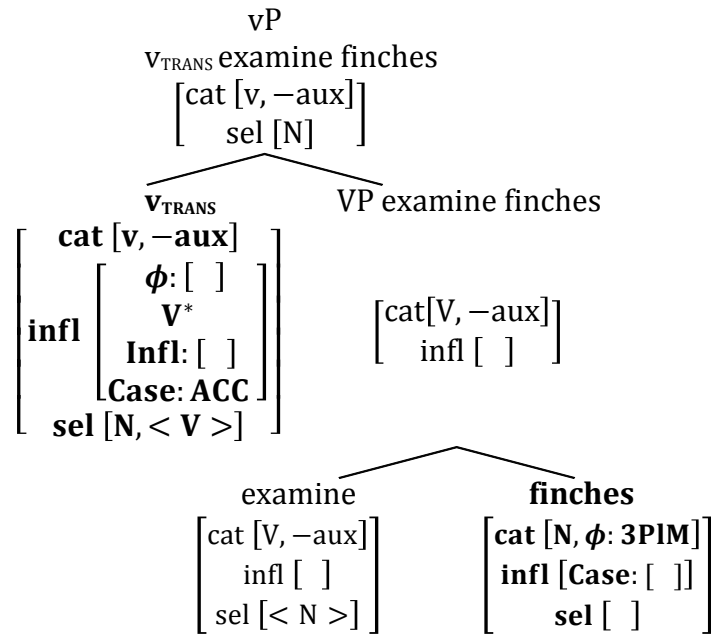 vP
vTRANS examine finches
[cat [v, −aux]
sel [N]]
vTRANS
VP examine finches
[cat [v, −aux]
infl [ϕ: [ ]
V*
Infl: [ ]
Case: ACC]
sel [N, < V >]]
[cat[V, −aux]
infl [ ]]
examine
[cat [V, −aux]
infl [ ]
sel [< N >]]
finches
[cat [N, ϕ: 3PlM]
infl [Case: [ ]]
sel [ ]]